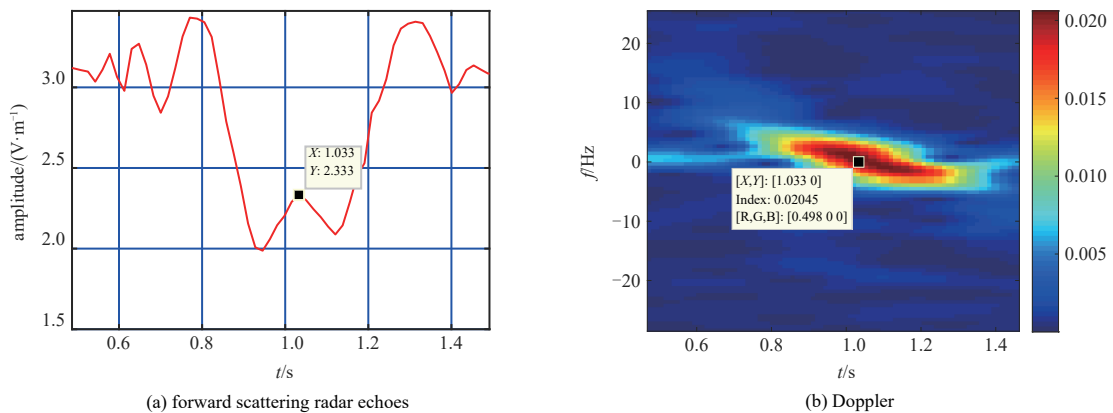 amplitude/(V·m⁻¹)
3.0
2.5
2.0
1.5
X: 1.033
Y: 2.333
0.6 0.8 1.0 1.2 1.4
t/s
(a) forward scattering radar echoes
f/Hz
20
10
0
−10
−20
[X,Y]: [1.033 0]
Index: 0.02045
[R,G,B]: [0.498 0 0]
0.6 0.8 1.0 1.2 1.4
t/s
0.020
0.015
0.010
0.005
(b) Doppler